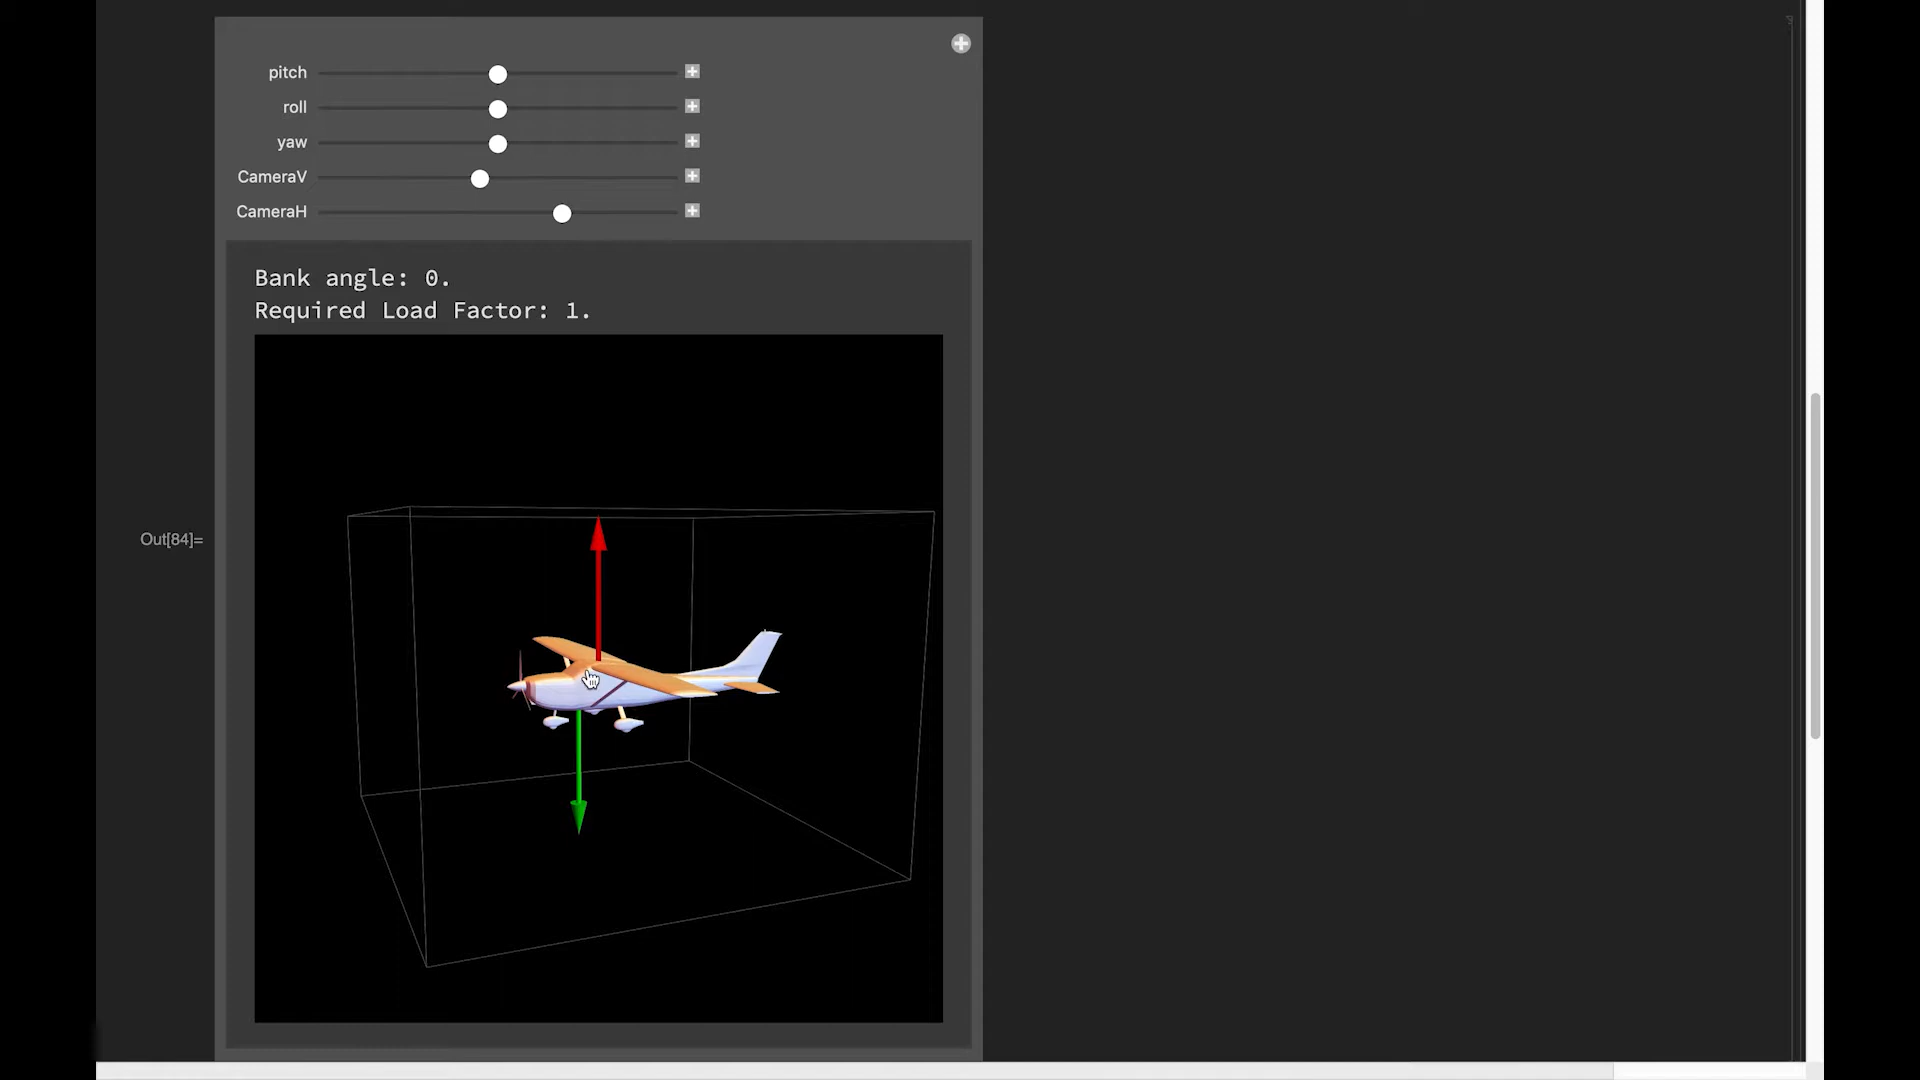 pitch
roll
yaw
CameraV
CameraH
Bank angle: 0.
Required Load Factor: 1.
Out[84]=